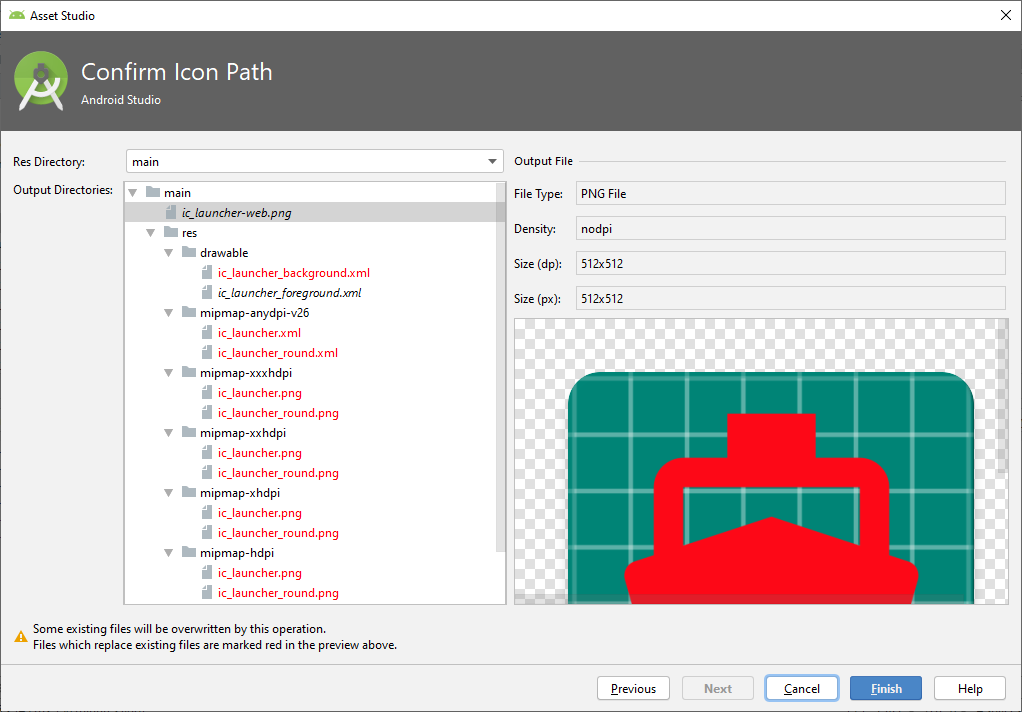 Asset Studio
Confirm Icon Path
Android Studio
Res Directory:
main
Output Directories:
main
ic_launcher-web.png
res
drawable
ic_launcher_background.xml
ic_launcher_foreground.xml
mipmap-anydpi-v26
ic_launcher.xml
ic_launcher_round.xml
mipmap-xxxhdpi
ic_launcher.png
ic_launcher_round.png
mipmap-xxhdpi
ic_launcher.png
ic_launcher_round.png
mipmap-xhdpi
ic_launcher.png
ic_launcher_round.png
mipmap-hdpi
ic_launcher.png
ic_launcher_round.png
Output File
File Type: PNG File
Density: nodpi
Size (dp): 512x512
Size (px): 512x512
Some existing files will be overwritten by this operation.
Files which replace existing files are marked red in the preview above.
Previous Next Cancel Finish Help